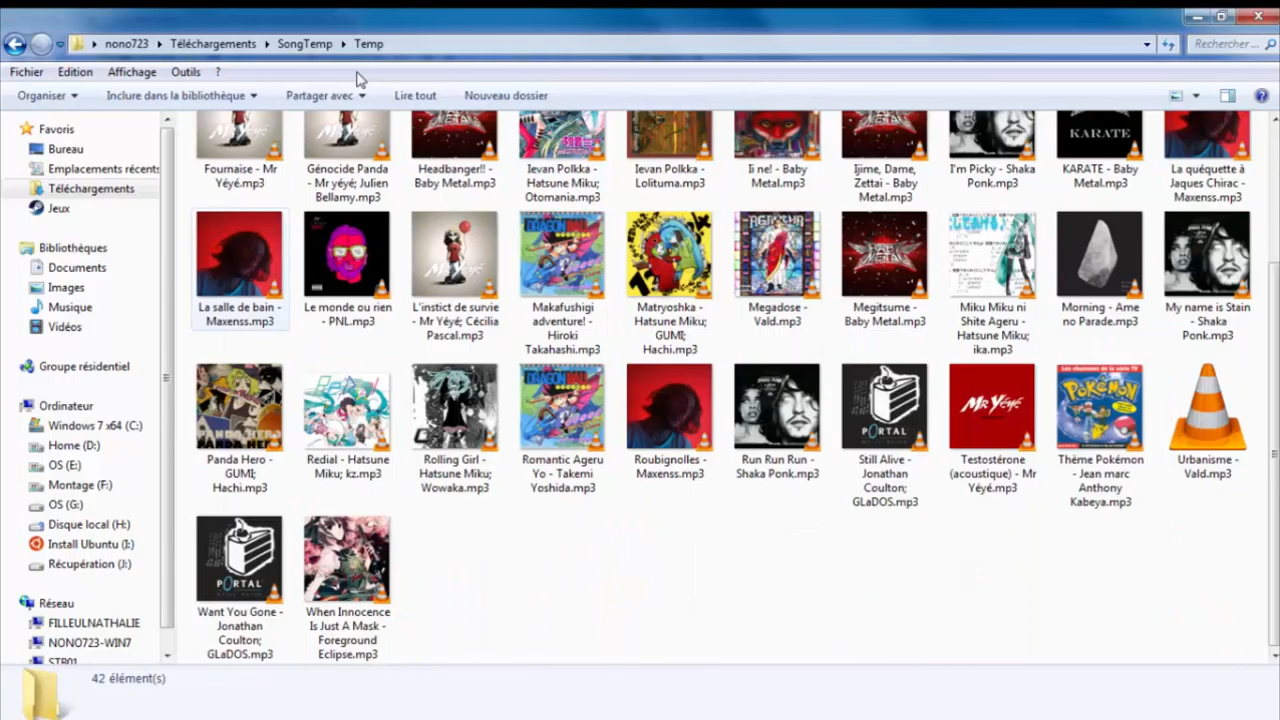 nono723 Téléchargements SongTemp Temp Rechercher ...
Fichier Edition Affichage Outils ?
Organiser Inclure dans la bibliothèque Partager avec Lire tout Nouveau dossier
Favoris
Bureau
Emplacements récents
Téléchargements
Jeux
Bibliothèques
Documents
Images
Musique
Vidéos
Groupe résidentiel
Ordinateur
Windows 7 x64 (C:)
Home (D:)
OS (E:)
Montage (F:)
OS (G:)
Disque local (H:)
Install Ubuntu (I:)
Récupération (J:)
Réseau
FILLEULNATHALIE
NONO723-WIN7
STB01
Fournaise - Mr
Yéyé.mp3
Génocide Panda
- Mr yéyé; Julien
Bellamy.mp3
Headbanger!! -
Baby Metal.mp3
Ievan Polkka -
Hatsune Miku;
Otomania.mp3
Ievan Polkka -
Lolituma.mp3
Ii ne! - Baby
Metal.mp3
Ijime, Dame,
Zettai - Baby
Metal.mp3
I'm Picky - Shaka
Ponk.mp3
KARATE
KARATE - Baby
Metal.mp3
La quéquette à
Jaques Chirac -
Maxenss.mp3
La salle de bain -
Maxenss.mp3
Le monde ou rien
- PNL.mp3
L'instict de survie
- Mr Yéyé; Cécilia
Pascal.mp3
Makafushigi
adventure! -
Hiroki
Takahashi.mp3
Matryoshka -
Hatsune Miku;
GUMI;
Hachi.mp3
Megadose -
Vald.mp3
Megitsume -
Baby Metal.mp3
Miku Miku ni
Shite Ageru -
Hatsune Miku;
ika.mp3
Morning - Ame
no Parade.mp3
My name is Stain
- Shaka
Ponk.mp3
PANDA HERO
Panda Hero -
GUMI;
Hachi.mp3
Redial - Hatsune
Miku; kz.mp3
Rolling Girl -
Hatsune Miku;
Wowaka.mp3
Romantic Ageru
Yo - Takemi
Yoshida.mp3
Roubignolles -
Maxenss.mp3
Run Run Run -
Shaka Ponk.mp3
PORTAL
Still Alive -
Jonathan
Coulton;
GLaDOS.mp3
MR YÉYÉ
Testostérone
(acoustique) - Mr
Yéyé.mp3
Les chansons de la série TV
POKéMON
Thème Pokémon
- Jean marc
Anthony
Kabeya.mp3
Urbanisme -
Vald.mp3
PORTAL
Want You Gone -
Jonathan
Coulton;
GLaDOS.mp3
When Innocence
Is Just A Mask -
Foreground
Eclipse.mp3
42 élément(s)